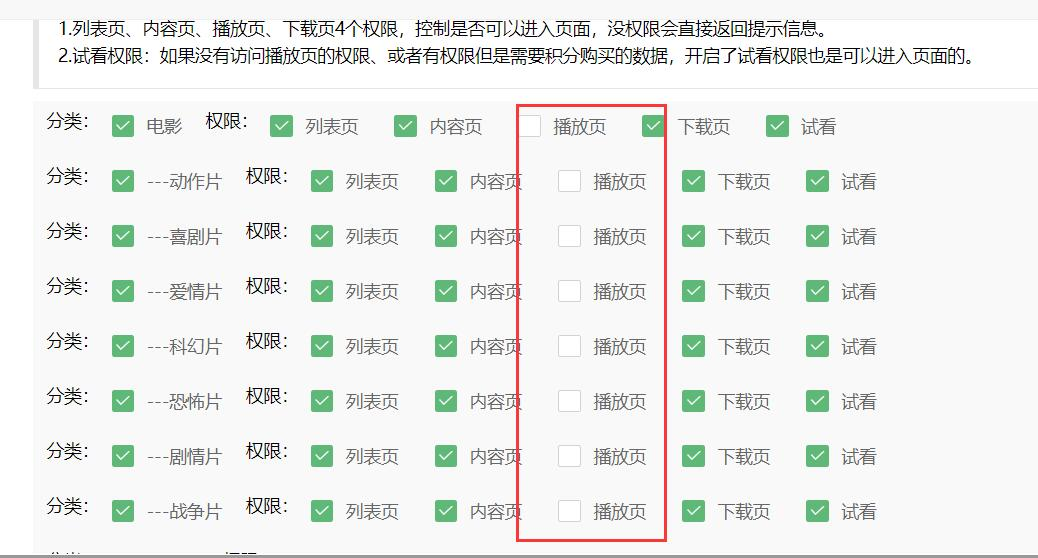 1.列表页、内容页、播放页、下载页4个权限，控制是否可以进入页面，没权限会直接返回提示信息。
2.试看权限：如果没有访问播放页的权限、或者有权限但是需要积分购买的数据，开启了试看权限也是可以进入页面的。
分类： 电影 权限： 列表页 内容页 播放页 下载页 试看
分类： ---动作片 权限： 列表页 内容页 播放页 下载页 试看
分类： ---喜剧片 权限： 列表页 内容页 播放页 下载页 试看
分类： ---爱情片 权限： 列表页 内容页 播放页 下载页 试看
分类： ---科幻片 权限： 列表页 内容页 播放页 下载页 试看
分类： ---恐怖片 权限： 列表页 内容页 播放页 下载页 试看
分类： ---剧情片 权限： 列表页 内容页 播放页 下载页 试看
分类： ---战争片 权限： 列表页 内容页 播放页 下载页 试看